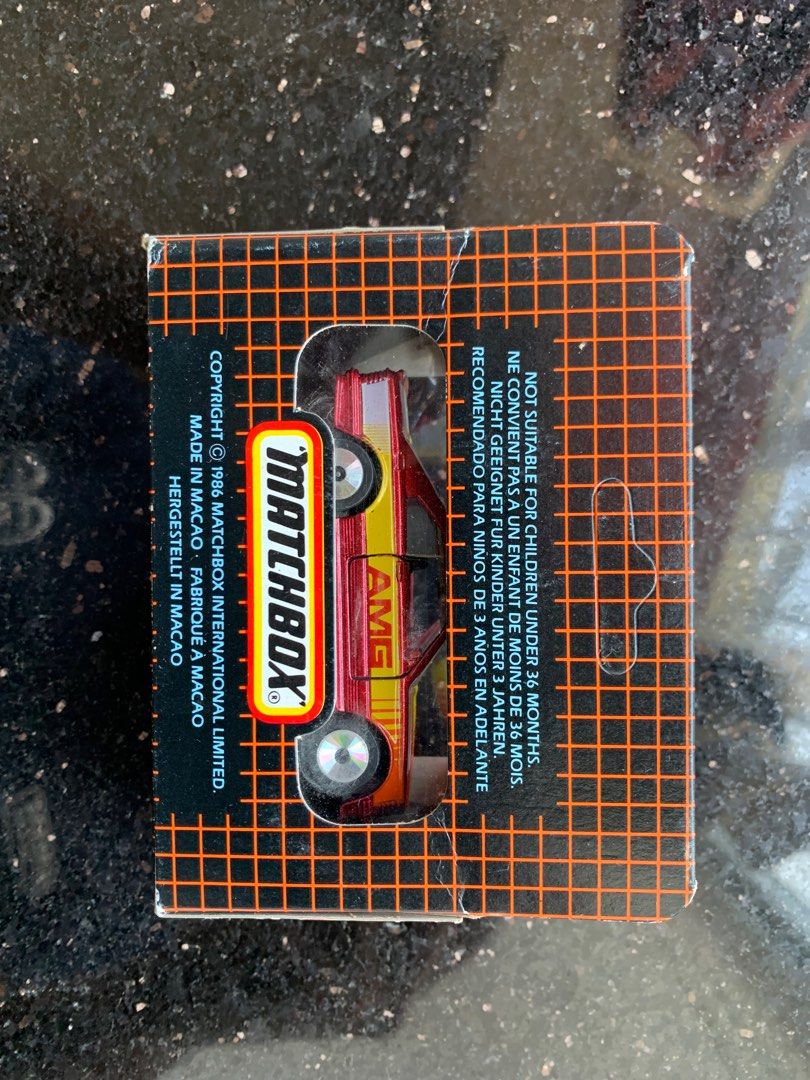 NOT SUITABLE FOR CHILDREN UNDER 36 MONTHS.
NE CONVIENT PAS A UN ENFANT DE MOINS DE 36 MOIS.
NICHT GEEIGNET FUR KINDER UNTER 3 JAHREN.
RECOMENDADO PARA NINOS DE 3 AÑOS EN ADELANTE
AMG
"MATCHBOX"®
COPYRIGHT © 1986 MATCHBOX INTERNATIONAL LIMITED.
MADE IN MACAO · FABRIQUE A MACAO
HERGESTELLT IN MACAO